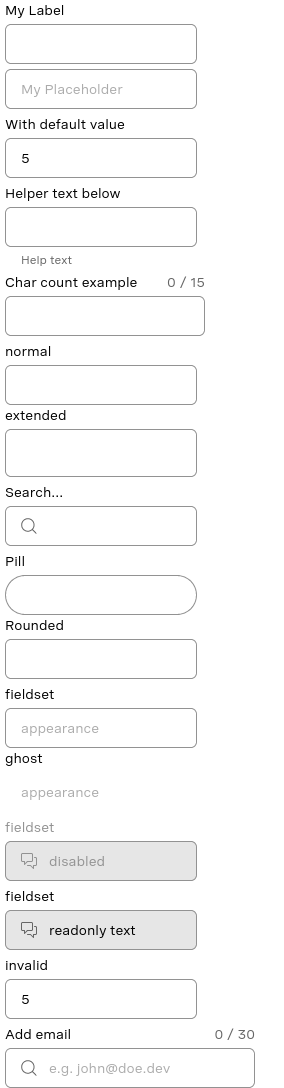 My Label
My Placeholder
With default value
5
Helper text below
Help text
Char count example 0 / 15
normal
extended
Search...
Pill
Rounded
fieldset
appearance
ghost
appearance
fieldset
disabled
fieldset
readonly text
invalid
5
Add email 0 / 30
e.g. john@doe.dev